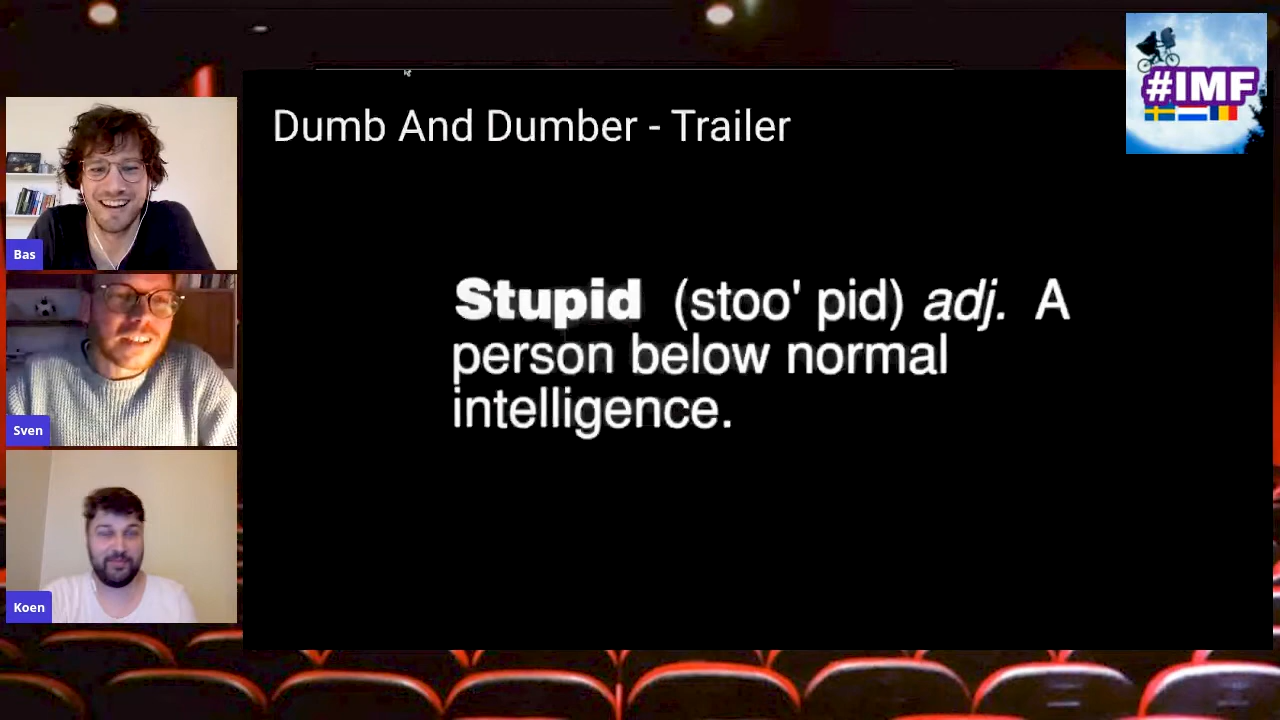 #IMF
Dumb And Dumber - Trailer
Bas
Stupid (stoo' pid) adj. A
person below normal
intelligence.
Sven
Koen